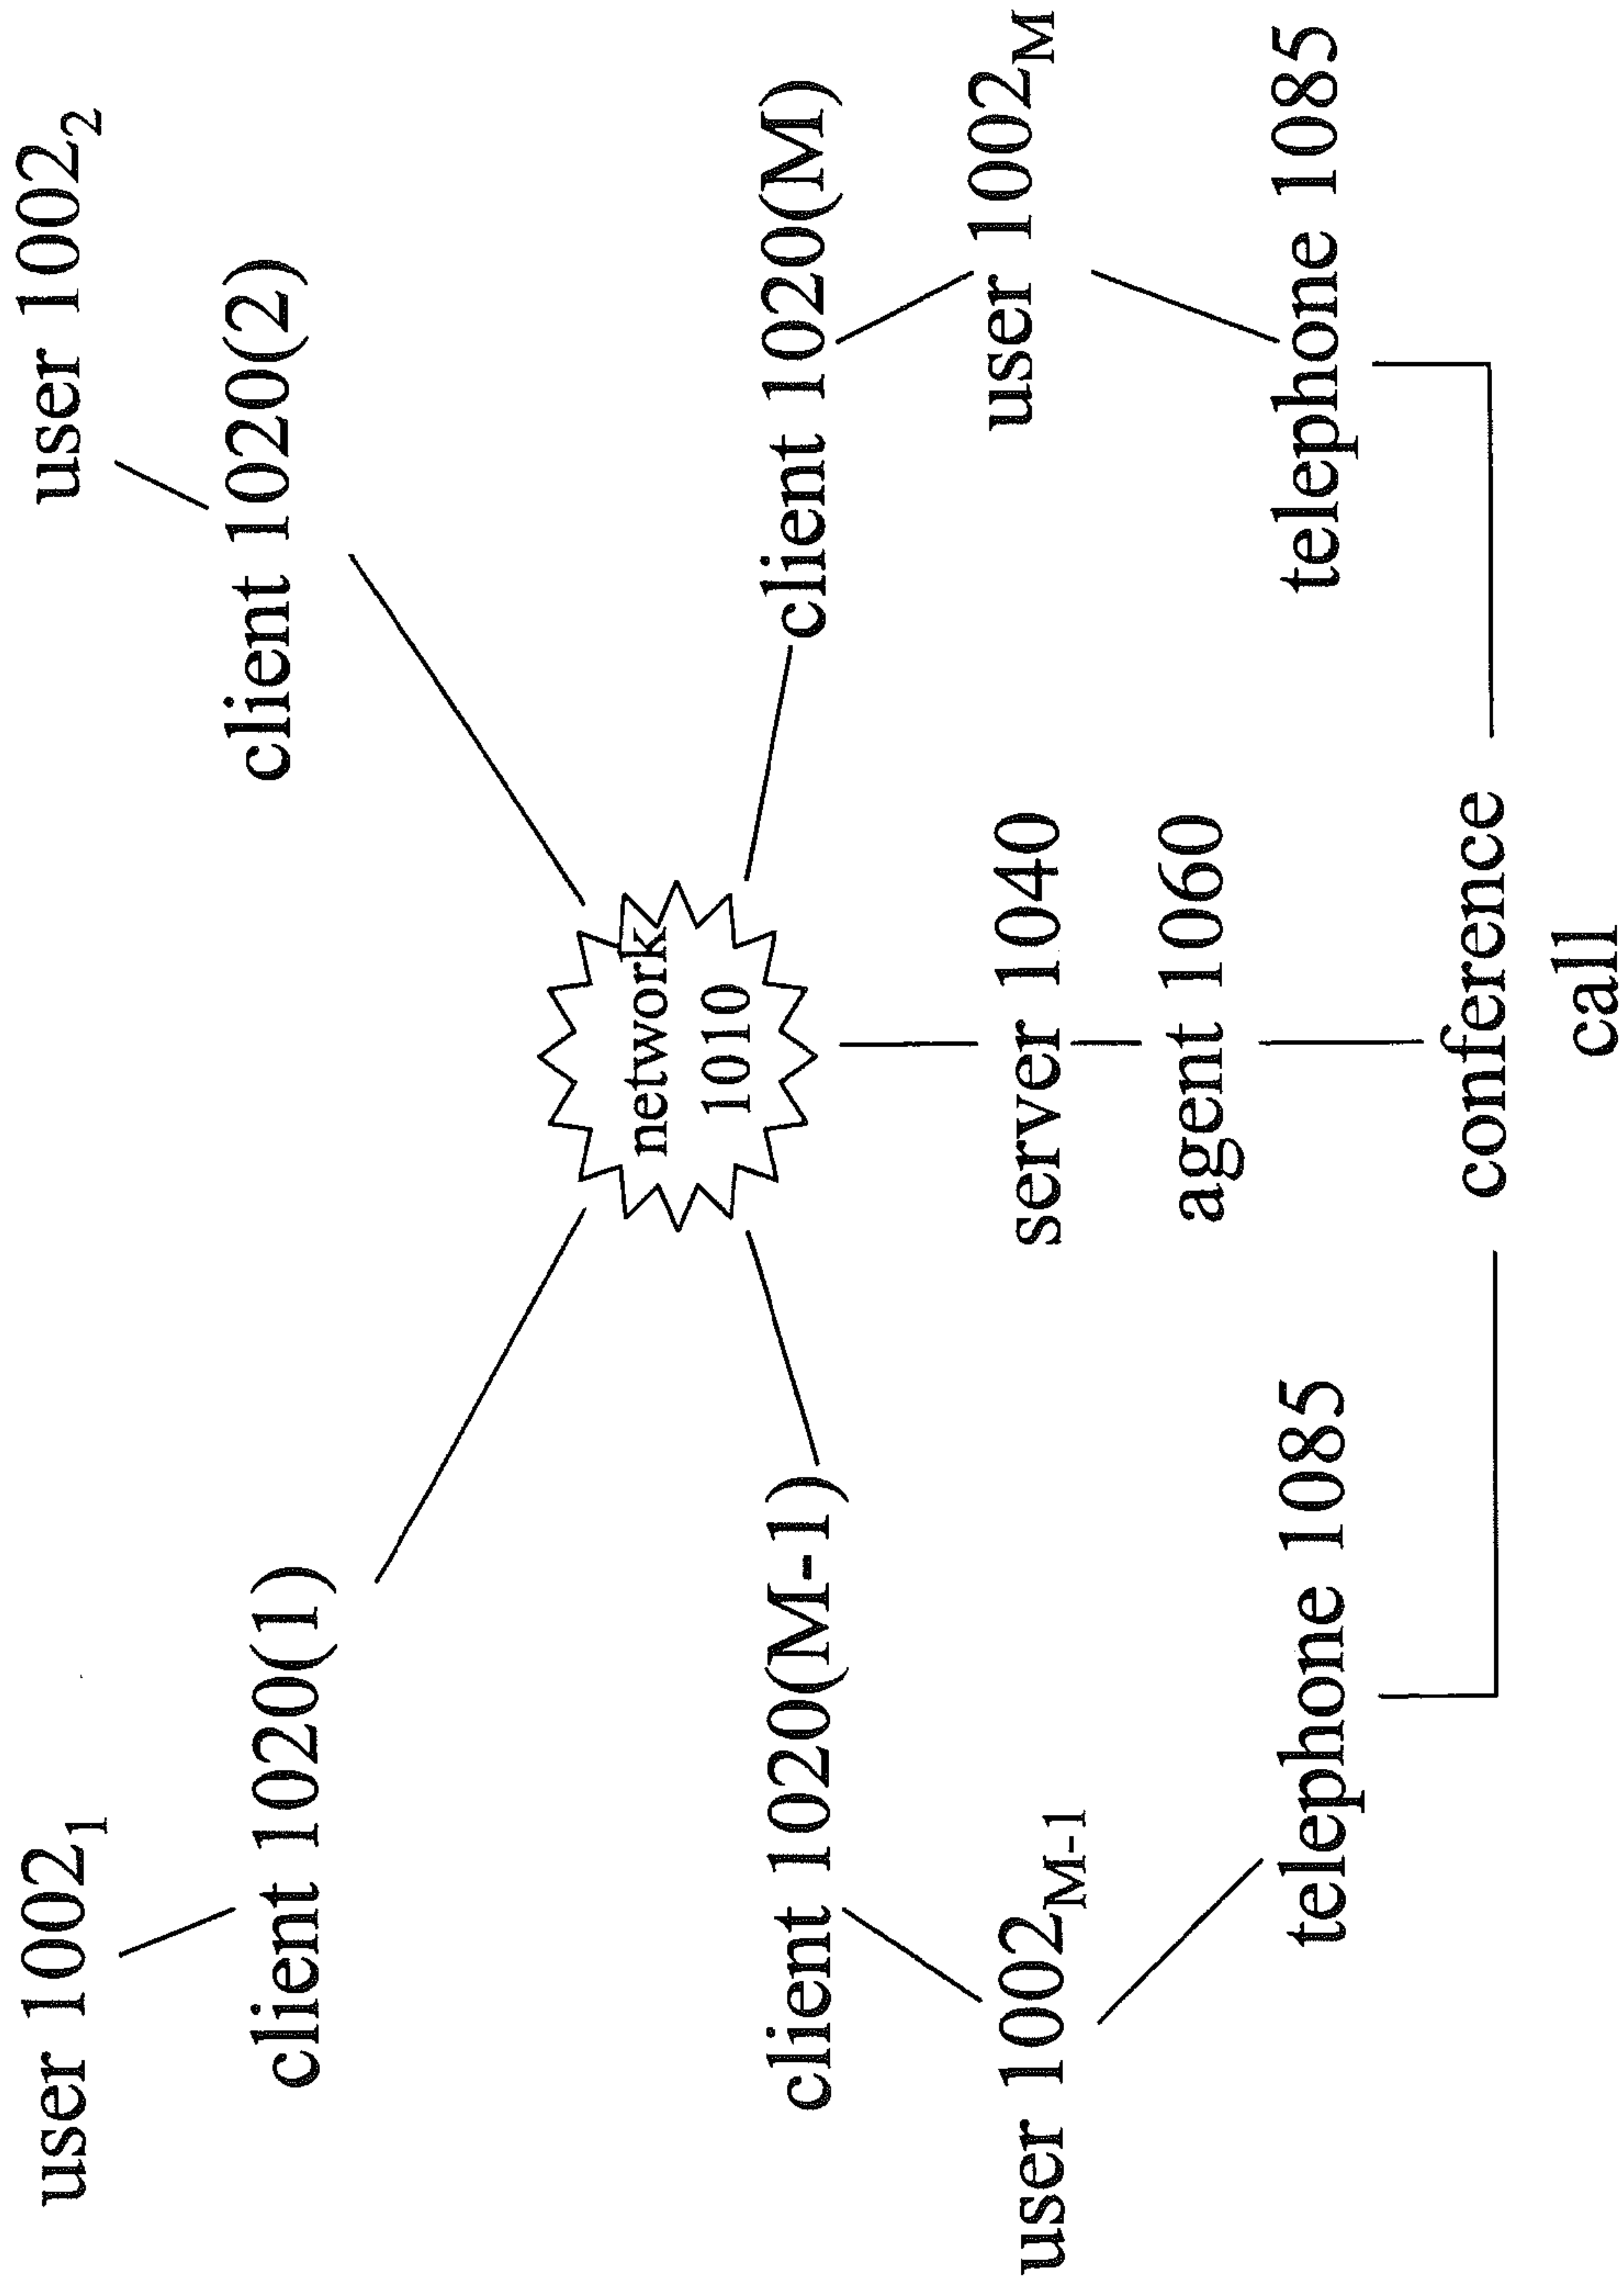 user 1002₁
user 1002₂
client 1020(1)
client 1020(2)
network
1010
client 1020(M-1)
client 1020(M)
user 1002M-1
server 1040
user 1002M
agent 1060
telephone 1085
telephone 1085
conference
call